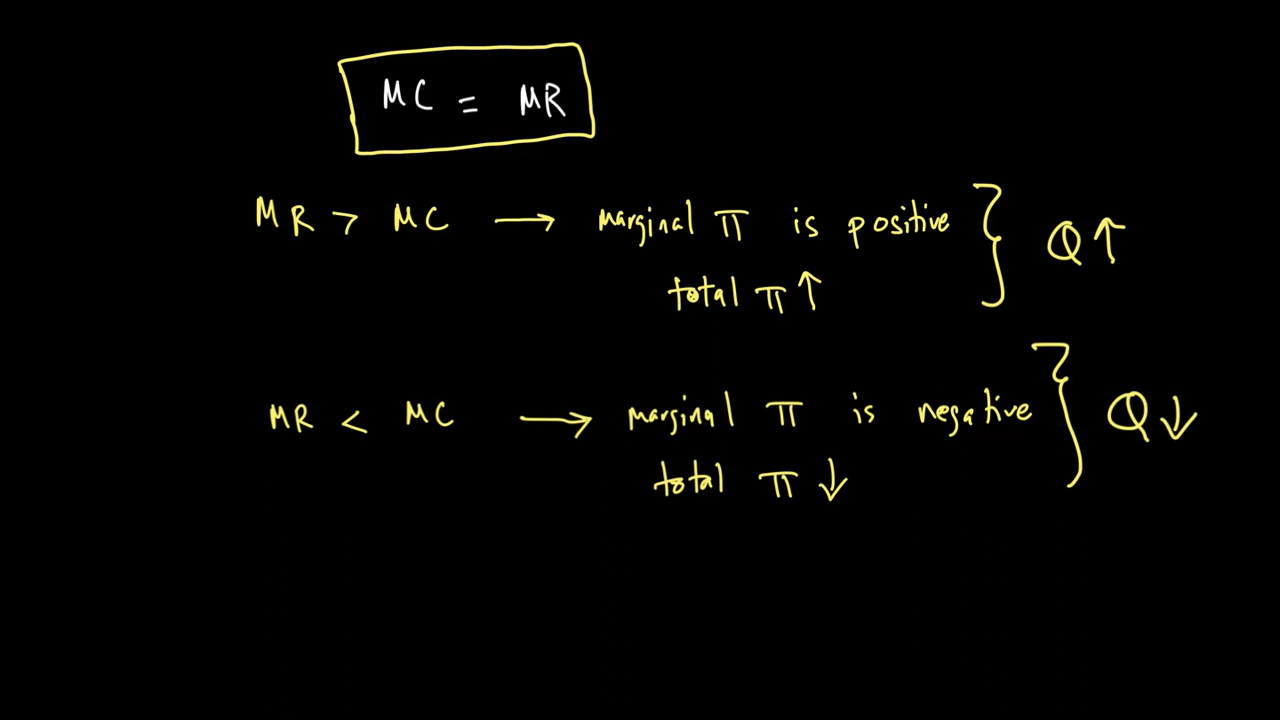 MC = MR
MR > MC → marginal π is positive } Q↑
total π ↑
MR < MC → marginal π is negative } Q↓
total π ↓